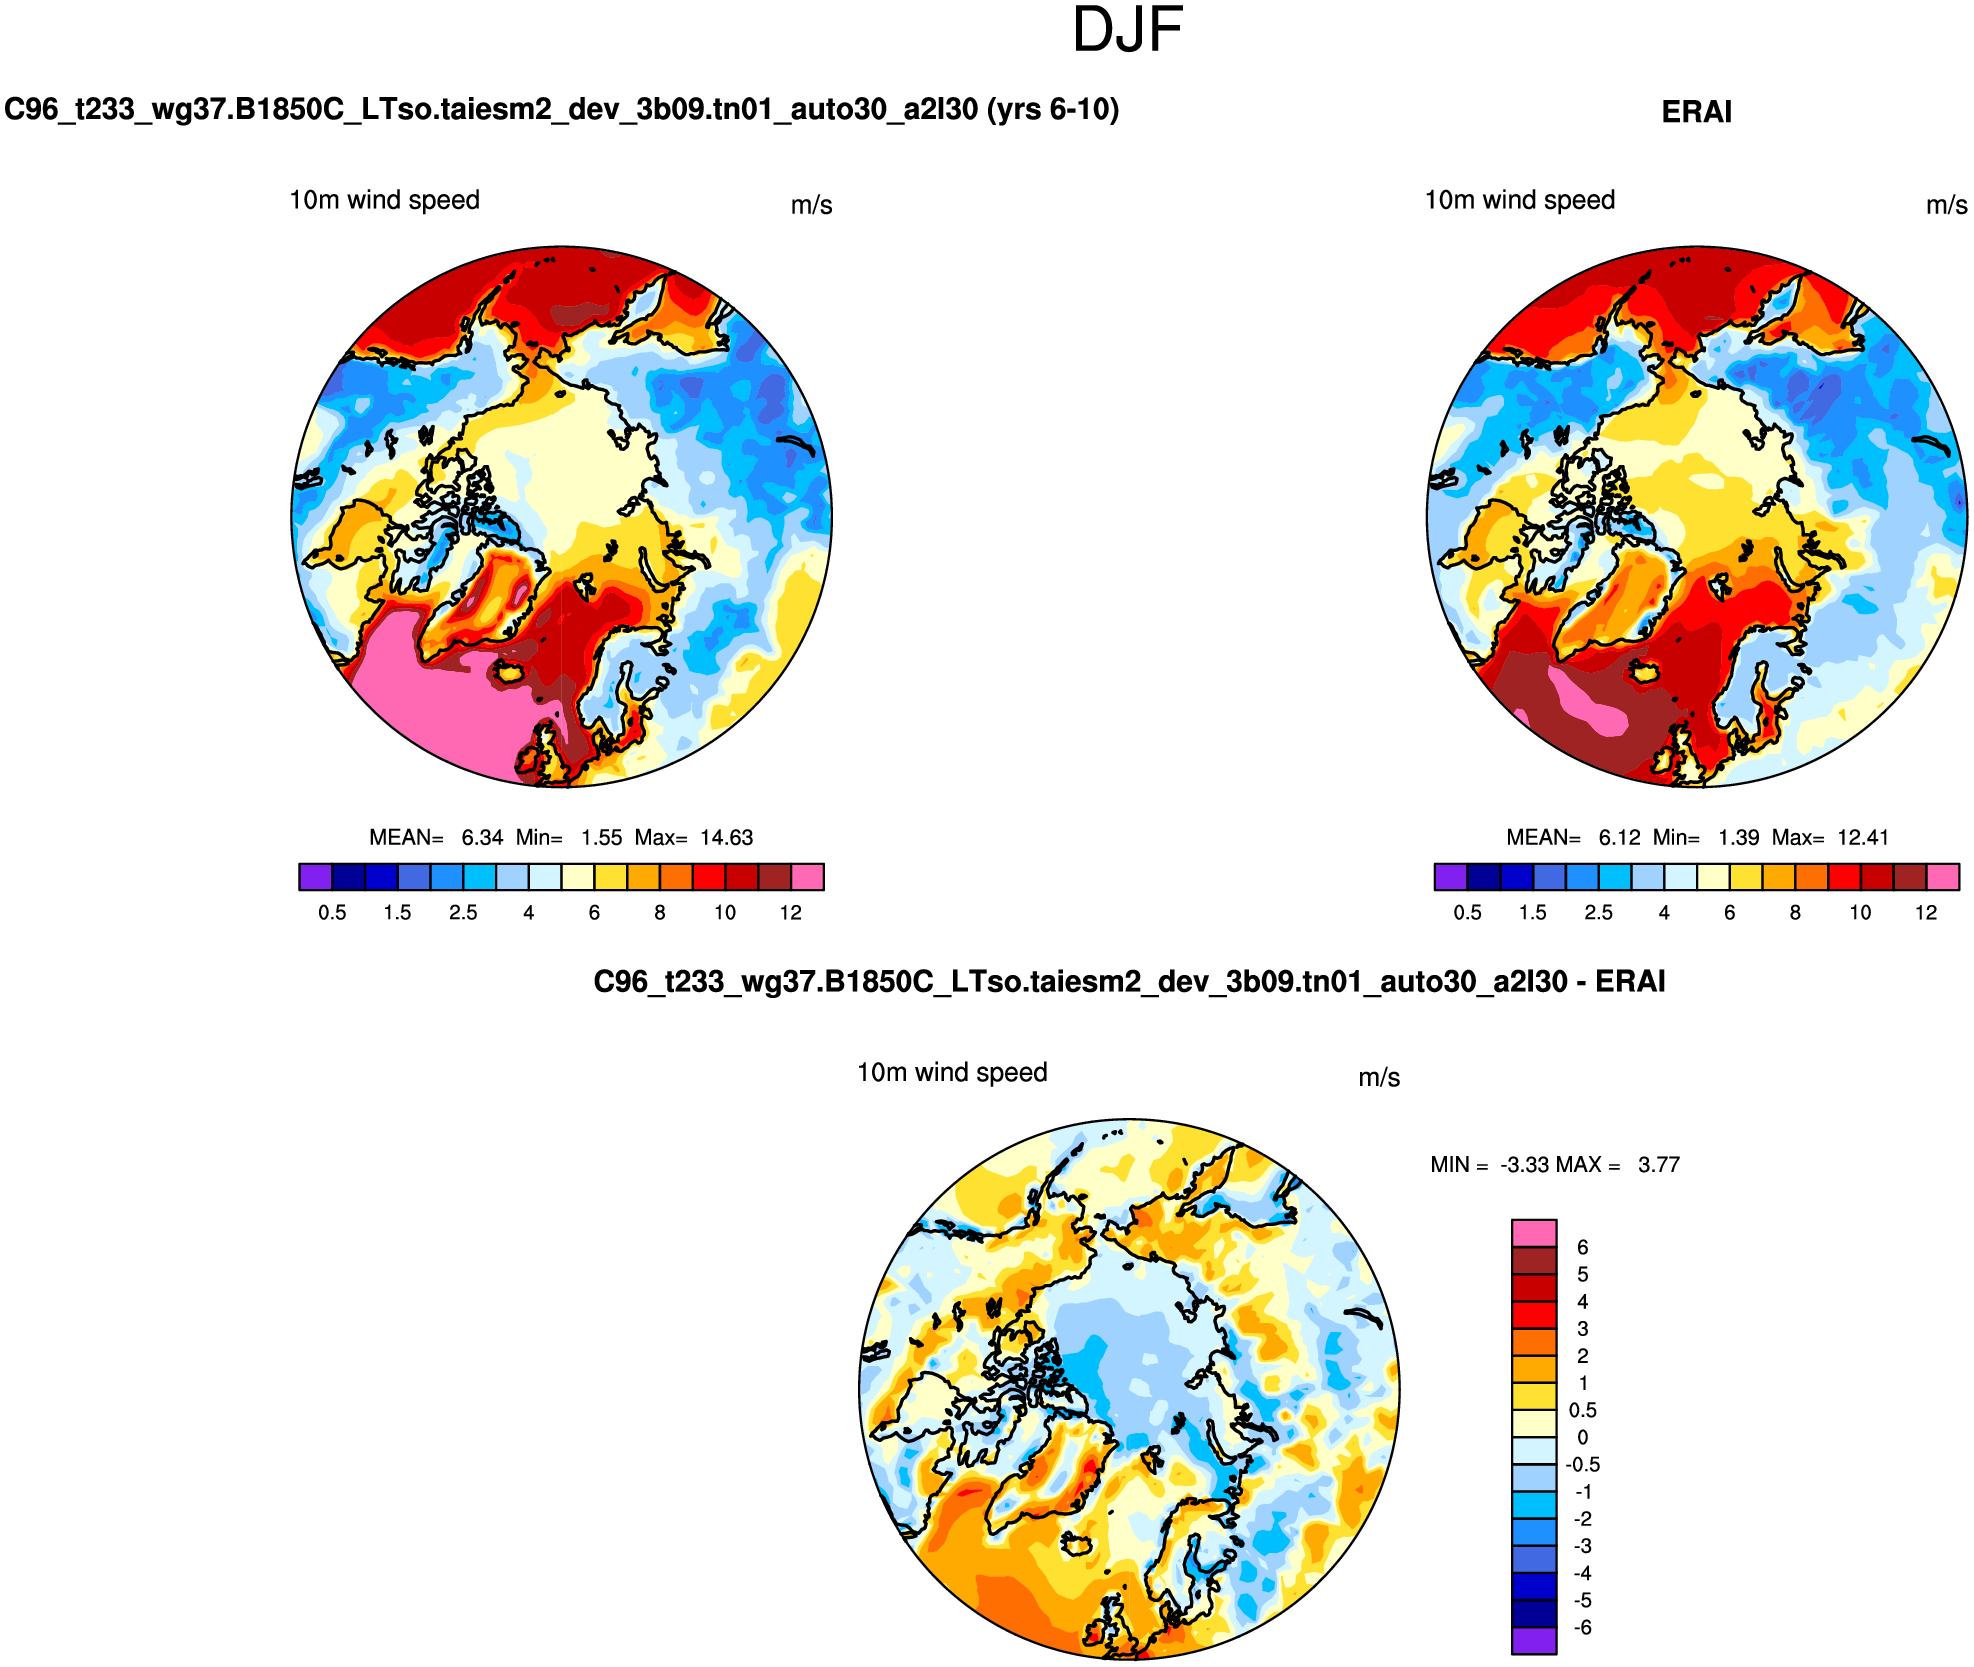 DJF
C96_t233_wg37.B1850C_LTso.taiesm2_dev_3b09.tn01_auto30_a2l30 (yrs 6-10)
ERAI
10m wind speed m/s
10m wind speed m/s
MEAN= 6.34 Min= 1.55 Max= 14.63
0.5 1.5 2.5 4 6 8 10 12
MEAN= 6.12 Min= 1.39 Max= 12.41
0.5 1.5 2.5 4 6 8 10 12
C96_t233_wg37.B1850C_LTso.taiesm2_dev_3b09.tn01_auto30_a2l30 - ERAI
10m wind speed m/s
MIN = -3.33 MAX = 3.77
6
5
4
3
2
1
0.5
0
-0.5
-1
-2
-3
-4
-5
-6